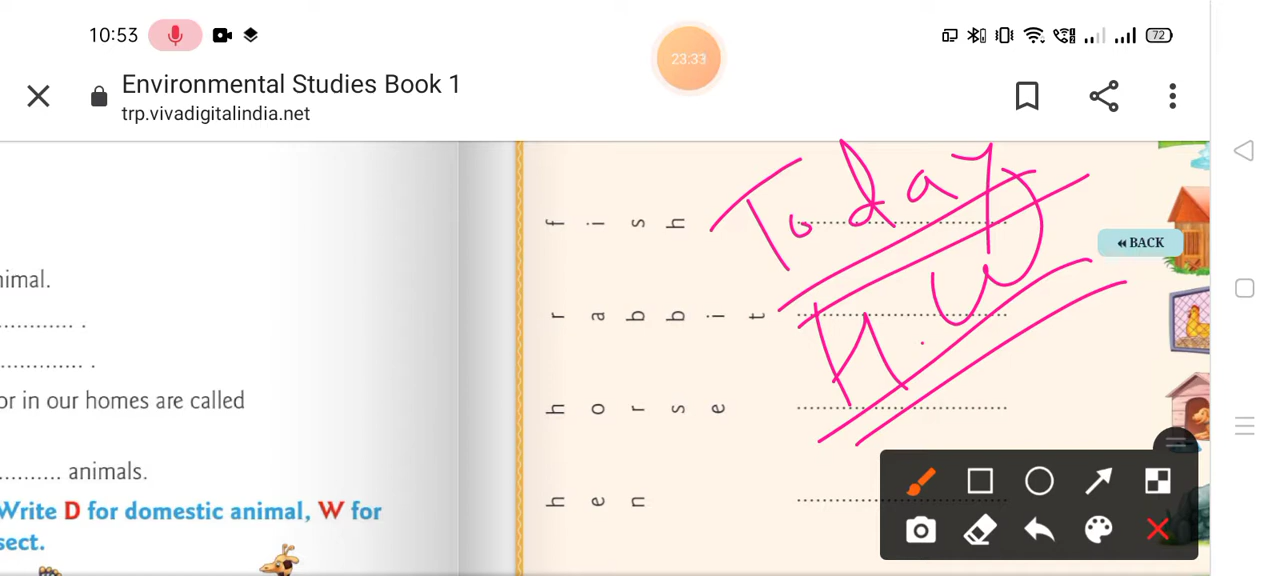 10:53
23:33
72
Environmental Studies Book 1
trp.vivadigitalindia.net
BACK
nimal.
............ .
............. .
or in our homes are called
.......... animals.
Write D for domestic animal, W for
sect.
f i s h ....................
r a b b i t ....................
h o r s e ....................
h e n ....................
Today
H.W